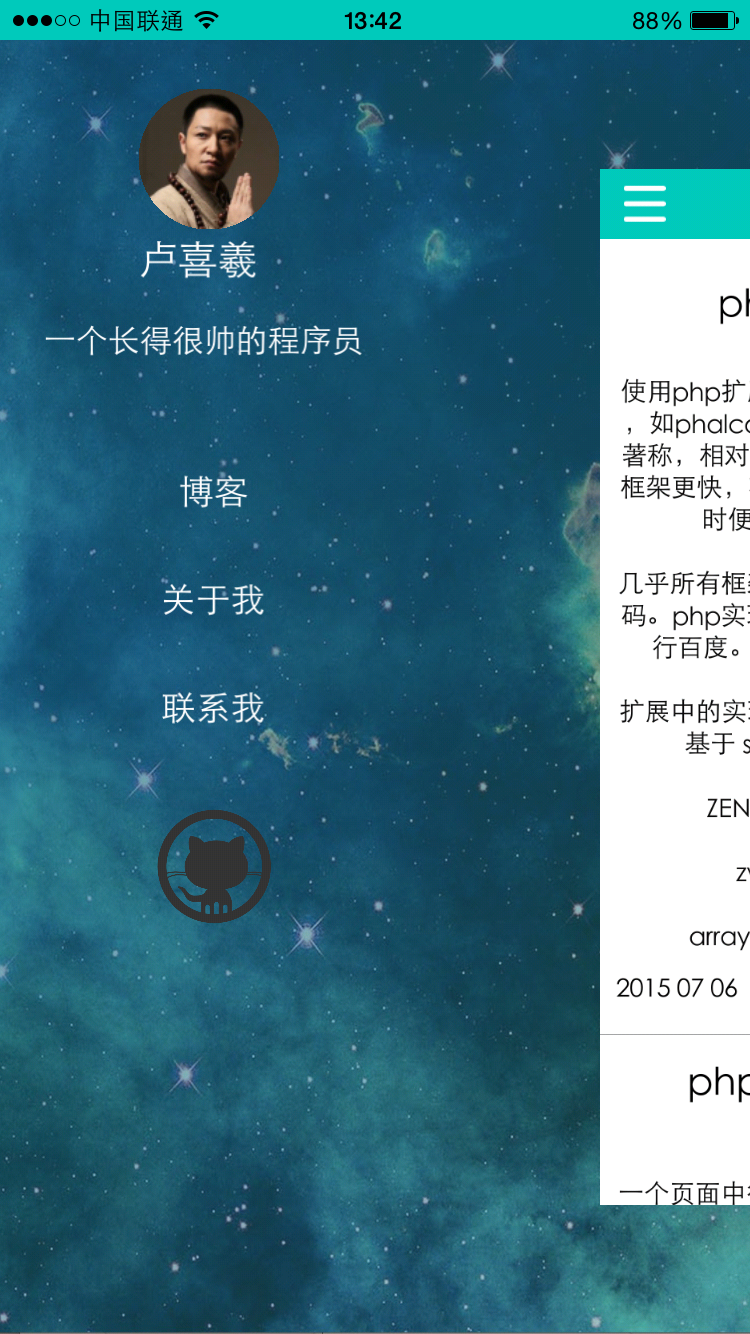 中国联通 13:42 88%
卢喜羲
一个长得很帅的程序员
博客
关于我
联系我
ph
使用php扩
，如phalc
著称，相对
框架更快，
时便
几乎所有框
码。php实
行百度。
扩展中的实
基于 s
ZEN
zv
array
2015 07 06
php
一个页面中